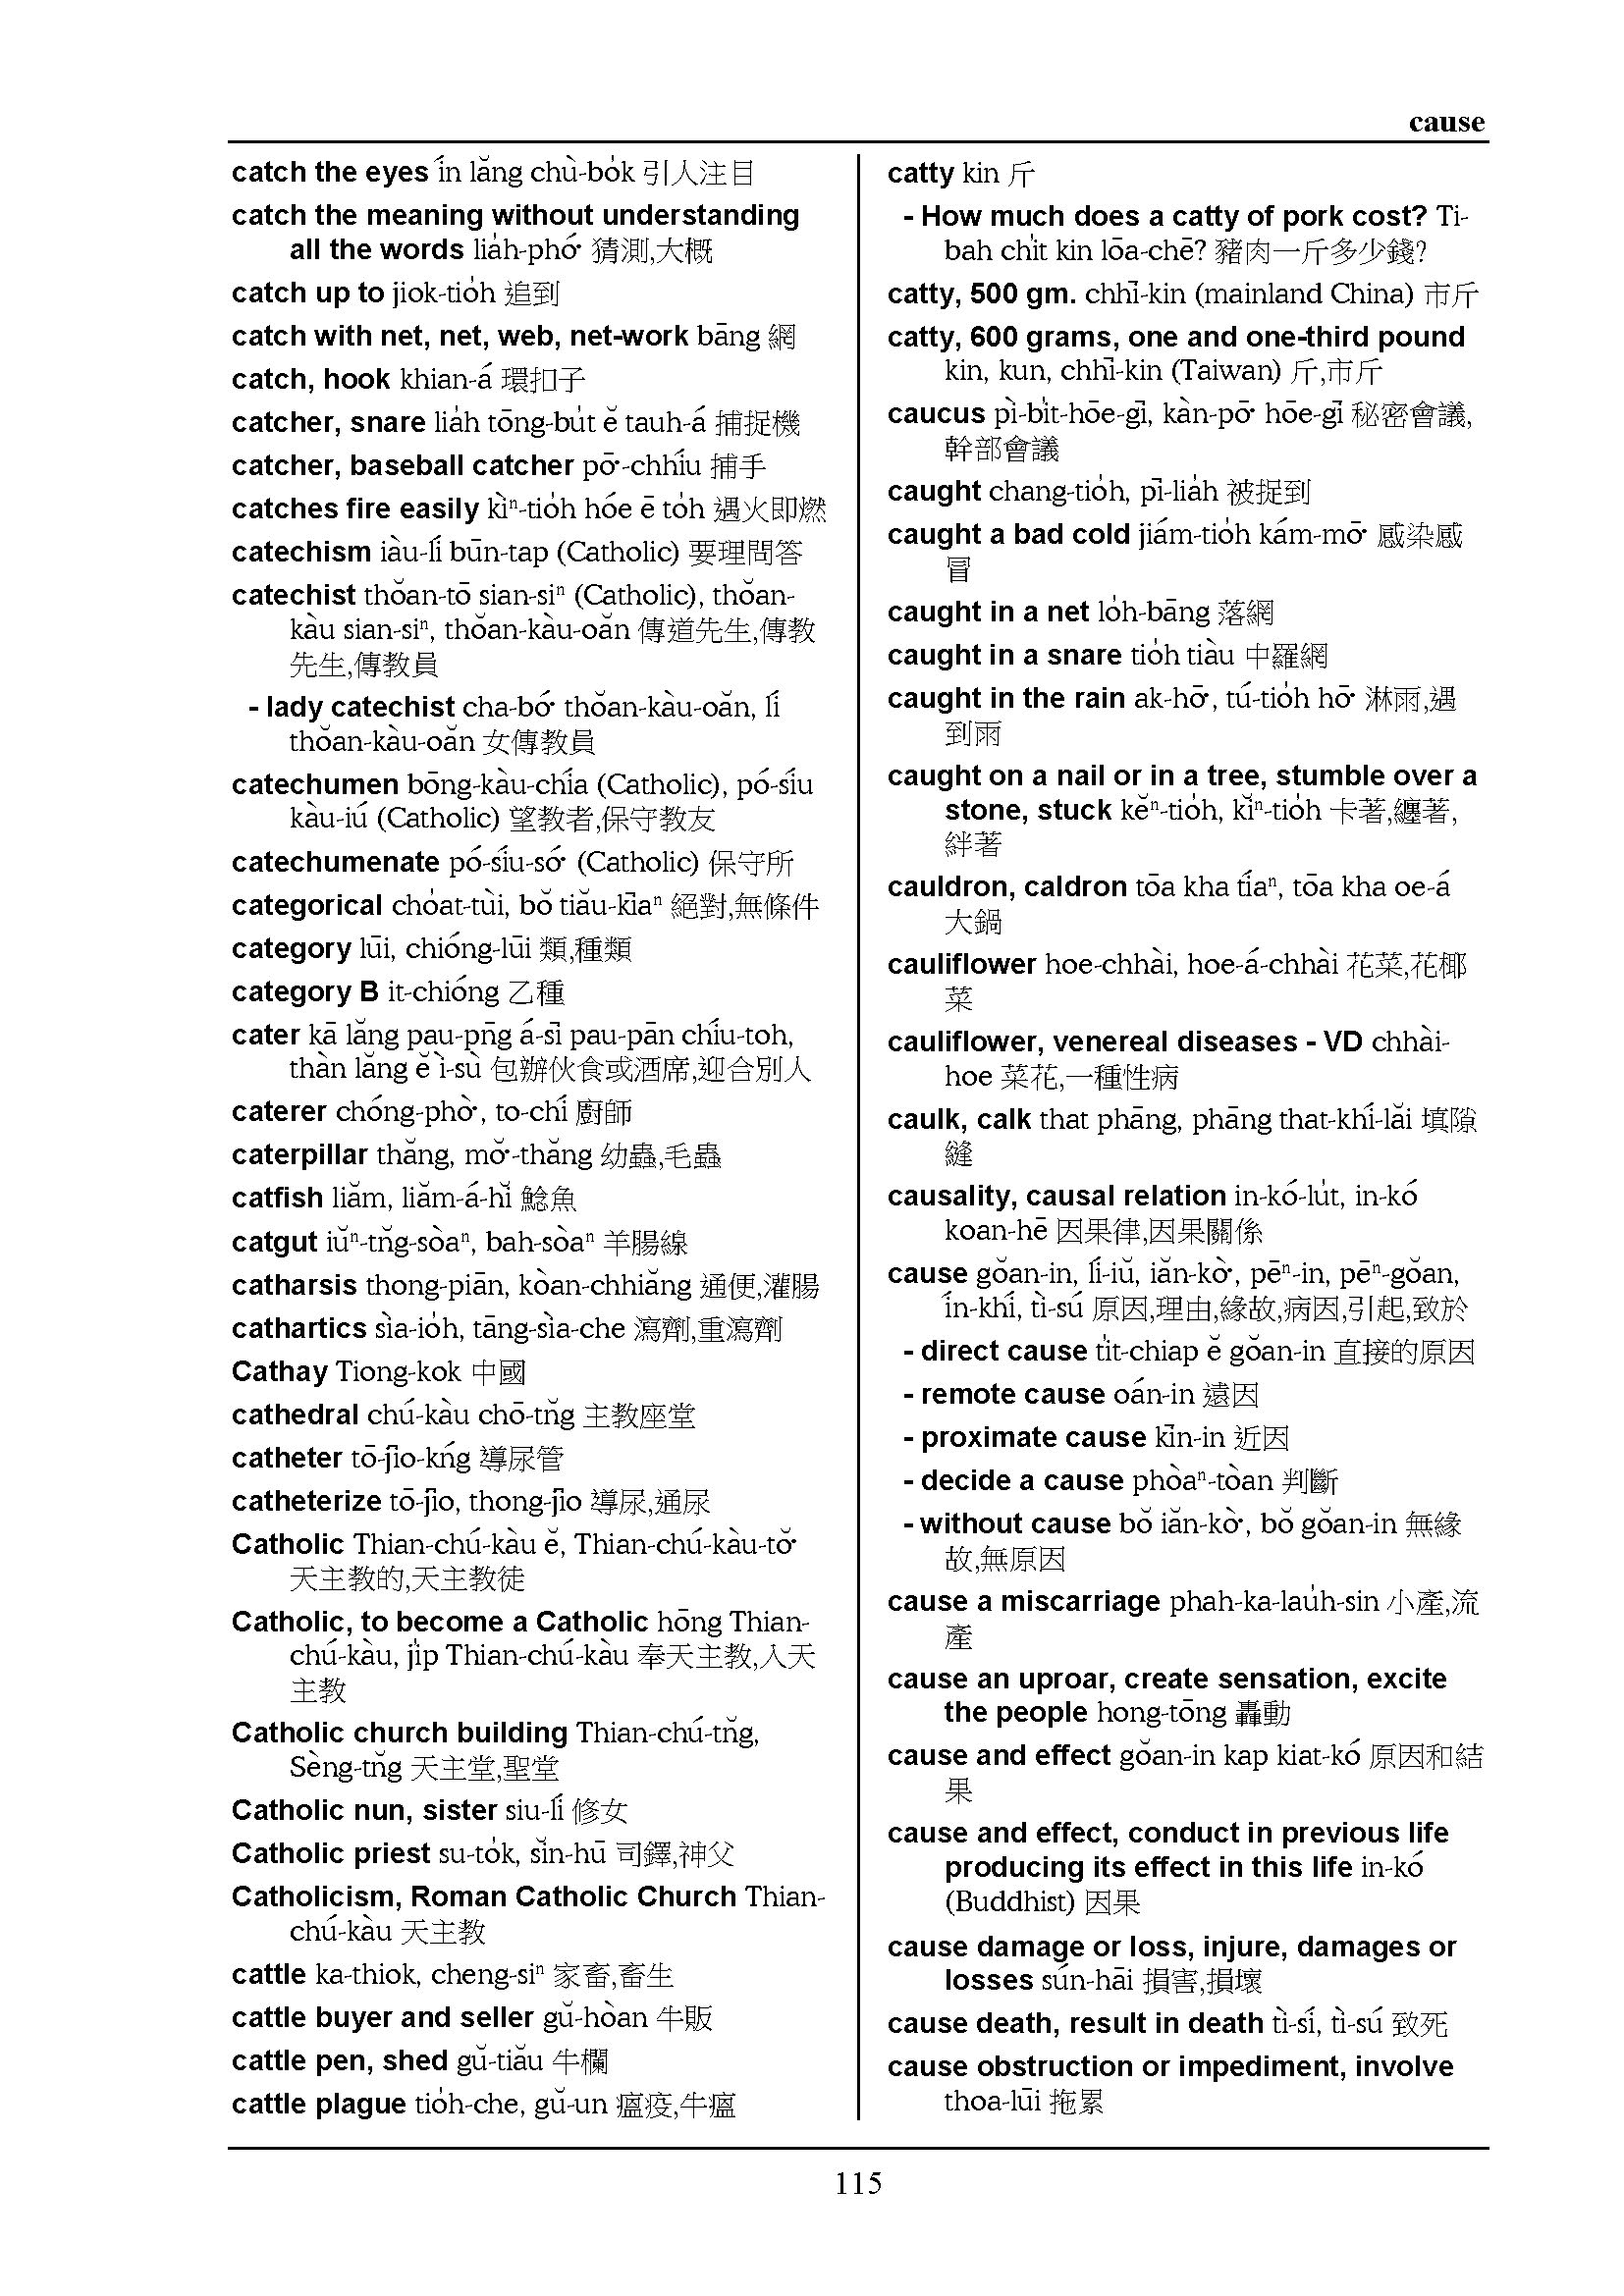 cause
catch the eyes ín lăng chù-bo̍k 引人注目
catch the meaning without understanding
all the words lia̍h-phó͘ 猜測,大概
catch up to jiok-tio̍h 追到
catch with net, net, web, net-work bāng 網
catch, hook khian-á 環扣子
catcher, snare lia̍h tōng-bu̍t ĕ tauh-á 捕捉機
catcher, baseball catcher pō͘-chhíu 捕手
catches fire easily kìⁿ-tio̍h hóe ē to̍h 遇火即燃
catechism iàu-lí būn-tap (Catholic) 要理問答
catechist thŏan-tō sian-siⁿ (Catholic), thŏan-
kàu sian-siⁿ, thŏan-kàu-oăn 傳道先生,傳教
先生,傳教員
- lady catechist cha-bó͘ thŏan-kàu-oăn, lí
thŏan-kàu-oăn 女傳教員
catechumen bōng-kàu-chía (Catholic), pó-síu
kàu-iú (Catholic) 望教者,保守教友
catechumenate pó-síu-só͘ (Catholic) 保守所
categorical cho̍at-tùi, bŏ tiău-kīaⁿ 絕對,無條件
category lūi, chióng-lūi 類,種類
category B it-chióng 乙種
cater kā lăng pau-pn̄g á-sī pau-pān chíu-toh,
thàn lăng ĕ ì-sù 包辦伙食或酒席,迎合別人
caterer chóng-phò͘, to-chí 廚師
caterpillar thăng, mŏ͘-thăng 幼蟲,毛蟲
catfish liăm, liăm-á-hĭ 鯰魚
catgut iŭⁿ-tn̆g-sòaⁿ, bah-sòaⁿ 羊腸線
catharsis thong-piān, kòan-chhiăng 通便,灌腸
cathartics sìa-io̍h, tāng-sìa-che 瀉劑,重瀉劑
Cathay Tiong-kok 中國
cathedral chú-kàu chō-tn̆g 主教座堂
catheter tō-jīo-kńg 導尿管
catheterize tō-jīo, thong-jīo 導尿,通尿
Catholic Thian-chú-kàu ĕ, Thian-chú-kàu-tŏ͘
天主教的,天主教徒
Catholic, to become a Catholic hōng Thian-
chú-kàu, ji̍p Thian-chú-kàu 奉天主教,入天
主教
Catholic church building Thian-chú-tn̆g,
Sèng-tn̆g 天主堂,聖堂
Catholic nun, sister siu-lí 修女
Catholic priest su-to̍k, sĭn-hū 司鐸,神父
Catholicism, Roman Catholic Church Thian-
chú-kàu 天主教
cattle ka-thiok, cheng-siⁿ 家畜,畜生
cattle buyer and seller gŭ-hòan 牛販
cattle pen, shed gŭ-tiău 牛欄
cattle plague tio̍h-che, gŭ-un 瘟疫,牛瘟
catty kin 斤
- How much does a catty of pork cost? Ti-
bah chi̍t kin lōa-chē? 豬肉一斤多少錢?
catty, 500 gm. chhī-kin (mainland China) 市斤
catty, 600 grams, one and one-third pound
kin, kun, chhī-kin (Taiwan) 斤,市斤
caucus pì-bi̍t-hōe-gī, kàn-pō͘ hōe-gī 秘密會議,
幹部會議
caught chang-tio̍h, pī-lia̍h 被捉到
caught a bad cold jiám-tio̍h kám-mō͘ 感染感
冒
caught in a net lo̍h-bāng 落網
caught in a snare tio̍h tiàu 中羅網
caught in the rain ak-hō͘, tú-tio̍h hō͘ 淋雨,遇
到雨
caught on a nail or in a tree, stumble over a
stone, stuck kĕⁿ-tio̍h, kĭⁿ-tio̍h 卡著,纏著,
絆著
cauldron, caldron tōa kha tíaⁿ, tōa kha oe-á
大鍋
cauliflower hoe-chhài, hoe-á-chhài 花菜,花椰
菜
cauliflower, venereal diseases - VD chhài-
hoe 菜花,一種性病
caulk, calk that phāng, phāng that-khí-lăi 填隙
縫
causality, causal relation in-kó-lu̍t, in-kó
koan-hē 因果律,因果關係
cause gŏan-in, lí-iŭ, iăn-kò͘, pēⁿ-in, pēⁿ-gŏan,
ín-khí, tì-sú 原因,理由,緣故,病因,引起,致於
- direct cause ti̍t-chiap ĕ gŏan-in 直接的原因
- remote cause oán-in 遠因
- proximate cause kīn-in 近因
- decide a cause phòaⁿ-tòan 判斷
- without cause bŏ iăn-kò͘, bŏ gŏan-in 無緣
故,無原因
cause a miscarriage phah-ka-lau̍h-sin 小產,流
產
cause an uproar, create sensation, excite
the people hong-tōng 轟動
cause and effect gŏan-in kap kiat-kó 原因和結
果
cause and effect, conduct in previous life
producing its effect in this life in-kó
(Buddhist) 因果
cause damage or loss, injure, damages or
losses sún-hāi 損害,損壞
cause death, result in death tì-sí, tì-sú 致死
cause obstruction or impediment, involve
thoa-lūi 拖累
115